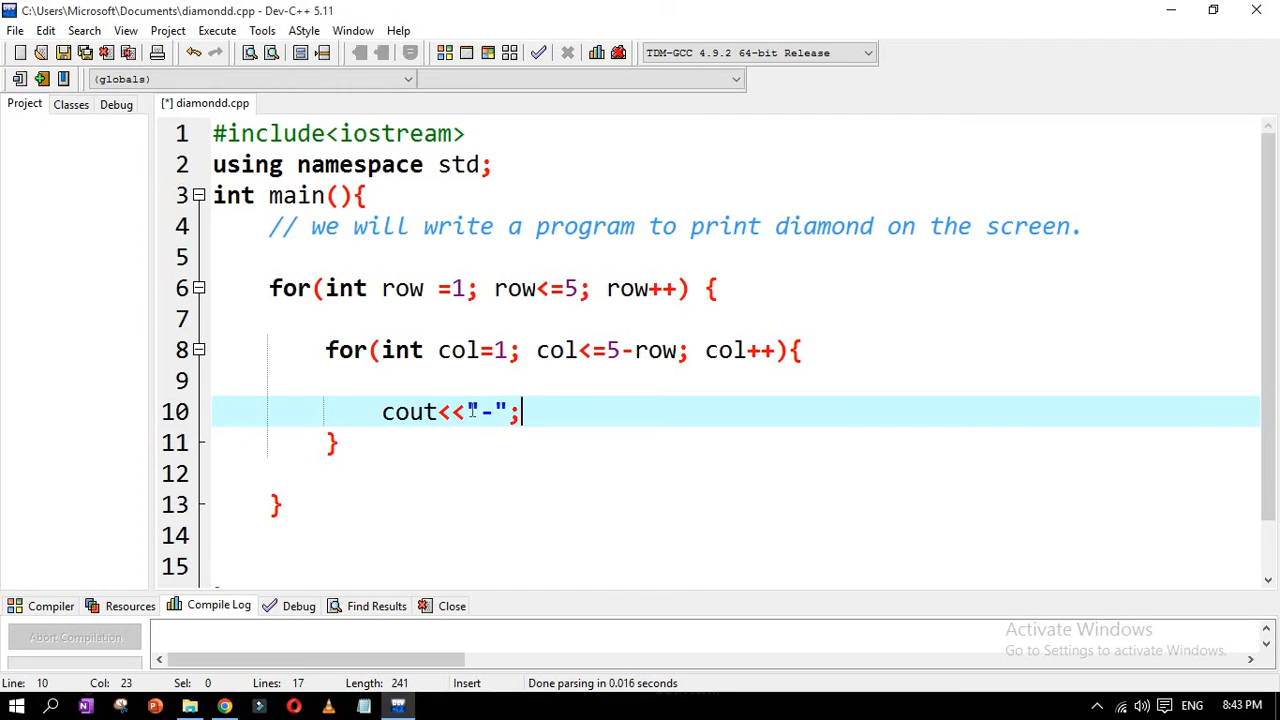 C:\Users\Microsoft\Documents\diamondd.cpp - Dev-C++ 5.11
File Edit Search View Project Execute Tools AStyle Window Help
TDM-GCC 4.9.2 64-bit Release
(globals)
Project Classes Debug [*] diamondd.cpp
1 #include<iostream>
2 using namespace std;
3 int main(){
4 // we will write a program to print diamond on the screen.
5
6 for(int row =1; row<=5; row++) {
7
8 for(int col=1; col<=5-row; col++){
9
10 cout<<"-";
11 }
12
13 }
14
15
Compiler Resources Compile Log Debug Find Results Close
Abort Compilation
Activate Windows
Go to Settings to activate Windows.
Line: 10 Col: 23 Sel: 0 Lines: 17 Length: 241 Insert Done parsing in 0.016 seconds
ENG 8:43 PM